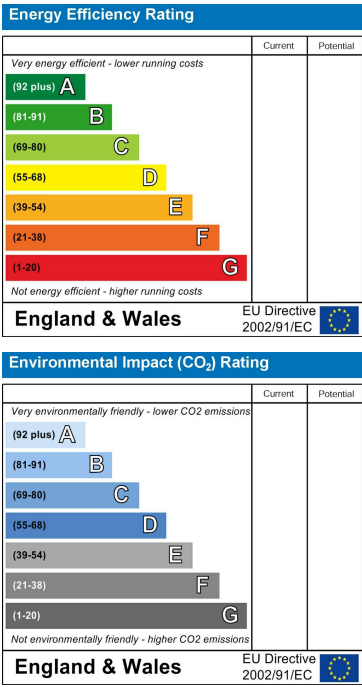 Energy Efficiency Rating
Current Potential
Very energy efficient - lower running costs
(92 plus) A
(81-91) B
(69-80) C
(55-68) D
(39-54) E
(21-38) F
(1-20) G
Not energy efficient - higher running costs
England & Wales
EU Directive
2002/91/EC
Environmental Impact (CO₂) Rating
Current Potential
Very environmentally friendly - lower CO2 emissions
(92 plus) A
(81-91) B
(69-80) C
(55-68) D
(39-54) E
(21-38) F
(1-20) G
Not environmentally friendly - higher CO2 emissions
England & Wales
EU Directive
2002/91/EC